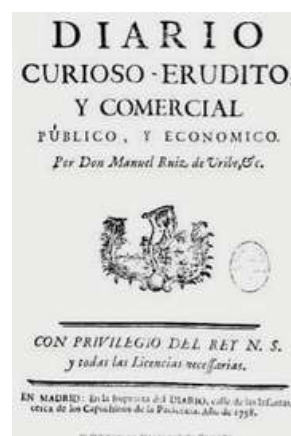 DIARIO
CURIOSO-ERUDITO
Y COMERCIAL
PÚBLICO, Y ECONOMICO.
Por Don Manuel Ruiz de Uribe, &c.
CON PRIVILEGIO DEL REY N. S.
y todas las Licencias necessarias.
EN MADRID: En la Imprenta del DIARIO, calle de las Infantas,
cerca de los Capuchinos de la Paciencia. Año de 1758.